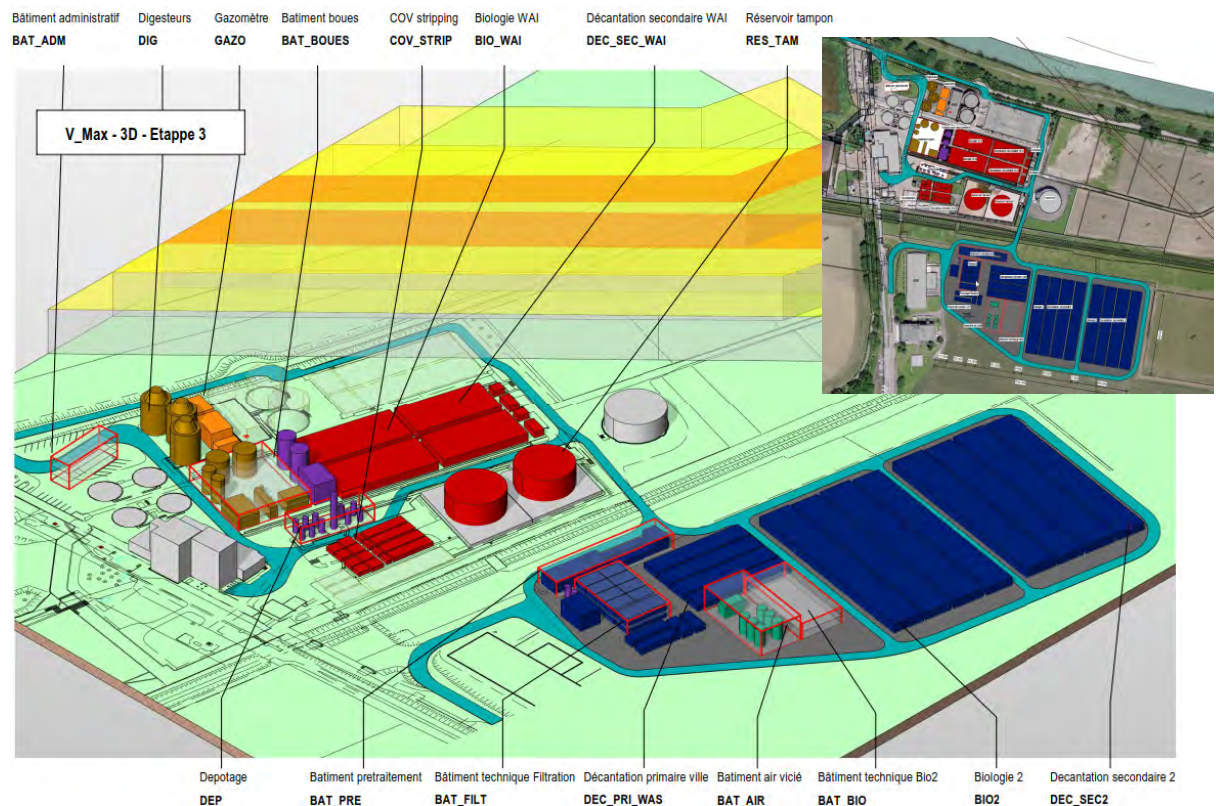 Bâtiment administratif
BAT_ADM
Digesteurs
DIG
Gazomètre
GAZO
Batiment boues
BAT_BOUES
COV stripping
COV_STRIP
Biologie WAI
BIO_WAI
Décantation secondaire WAI
DEC_SEC_WAI
Réservoir tampon
RES_TAM
V_Max - 3D - Etappe 3
Depotage
DEP
Batiment pretraitement
BAT_PRE
Bâtiment technique Filtration
BAT_FILT
Décantation primaire ville
DEC_PRI_WAS
Batiment air vicié
BAT_AIR
Bâtiment technique Bio2
BAT_BIO
Biologie 2
BIO2
Decantation secondaire 2
DEC_SEC2